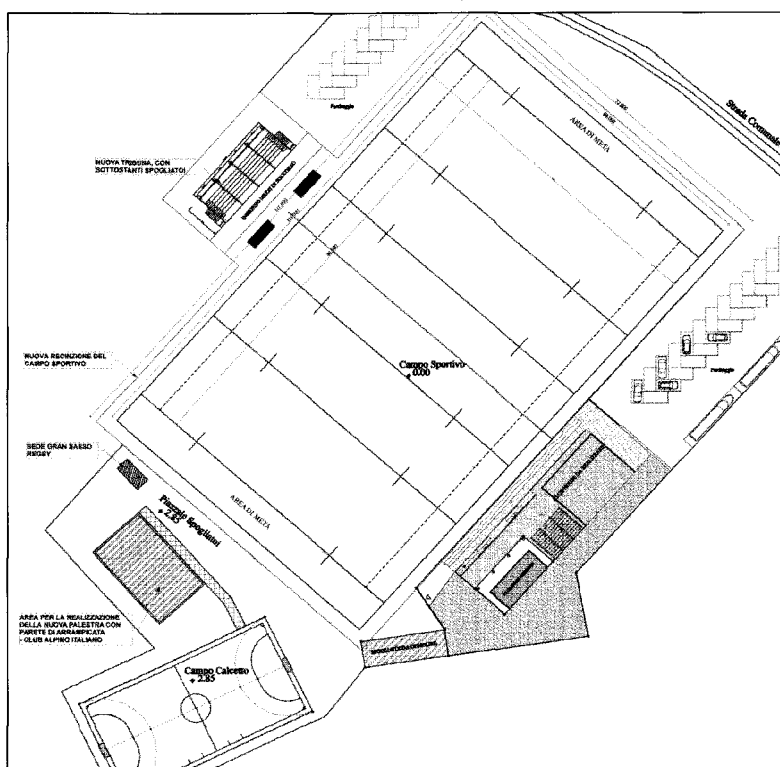 Parcheggio
AREA DI META
Strada Comunale
NUOVA TRIBUNA, CON
SOTTOSTANTI SPOGLIATOI
NUOVA RECINZIONE DEL
CAMPO SPORTIVO
Campo Sportivo
0.00
Parcheggio
SEDE GRAN SASSO
RUGBY
Piazzale Spogliatoi
+ 2.85
AREA DI META
AREA PER LA REALIZZAZIONE
DELLA NUOVA PALESTRA CON
PARETE DI ARRAMPICATA
- CLUB ALPINO ITALIANO
Campo Calcetto
+ 2.85